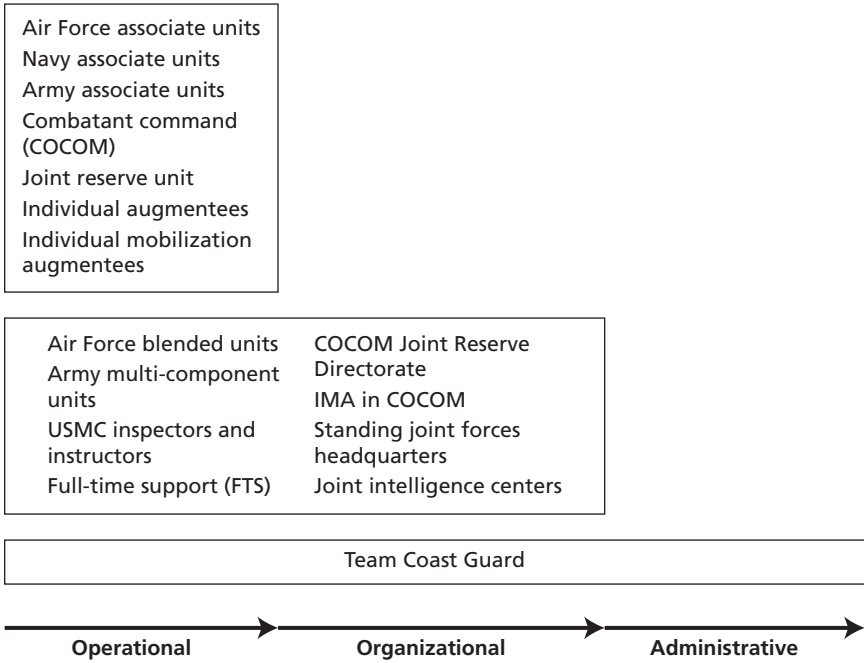 Air Force associate units
Navy associate units
Army associate units
Combatant command
(COCOM)
Joint reserve unit
Individual augmentees
Individual mobilization
augmentees
Air Force blended units
Army multi-component
units
USMC inspectors and
instructors
Full-time support (FTS)
COCOM Joint Reserve
Directorate
IMA in COCOM
Standing joint forces
headquarters
Joint intelligence centers
Team Coast Guard
Operational
Organizational
Administrative